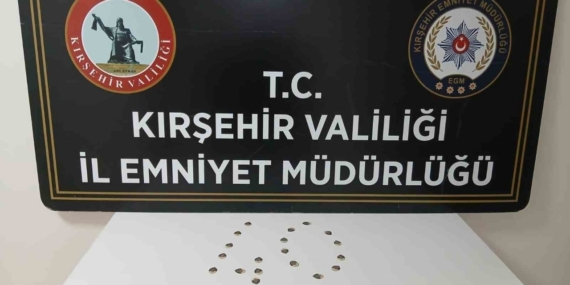 KIRŞEHİR VALİLİĞİ
KIRŞEHİR EMNİYET MÜDÜRLÜĞÜ
EGM
T.C.
KIRŞEHİR VALİLİĞİ
İL EMNİYET MÜDÜRLÜĞÜ